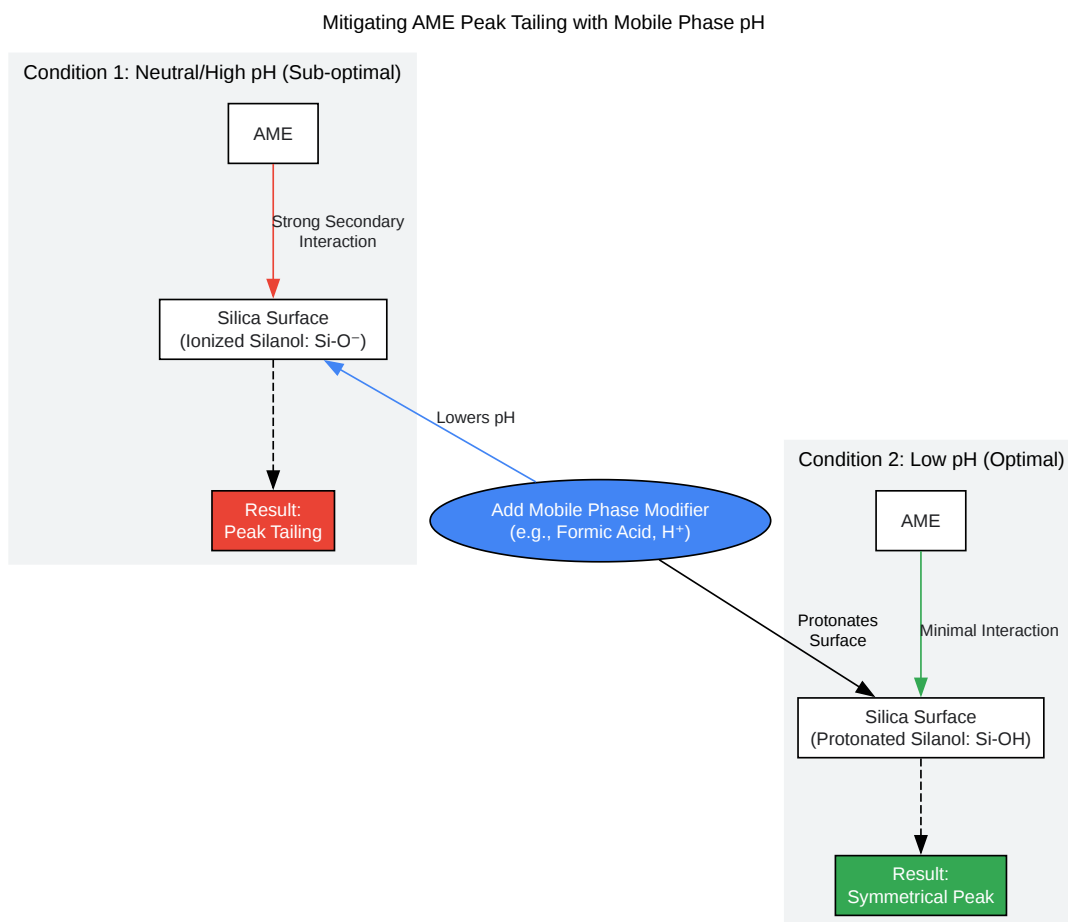 Mitigating AME Peak Tailing with Mobile Phase pH
Condition 1: Neutral/High pH (Sub-optimal)
AME
Strong Secondary
Interaction
Silica Surface
(Ionized Silanol: Si-O⁻)
Lowers pH
Result:
Peak Tailing
Add Mobile Phase Modifier
(e.g., Formic Acid, H⁺)
Condition 2: Low pH (Optimal)
AME
Protonates
Surface
Minimal Interaction
Silica Surface
(Protonated Silanol: Si-OH)
Result:
Symmetrical Peak